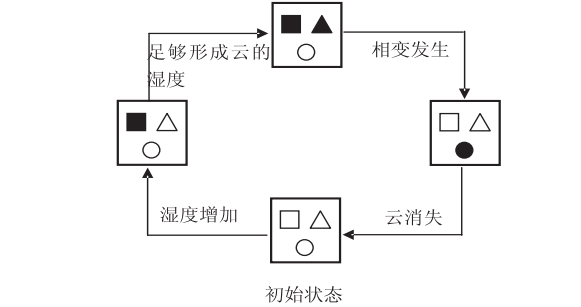 足够形成云的
湿度
相变发生
湿度增加
云消失
初始状态